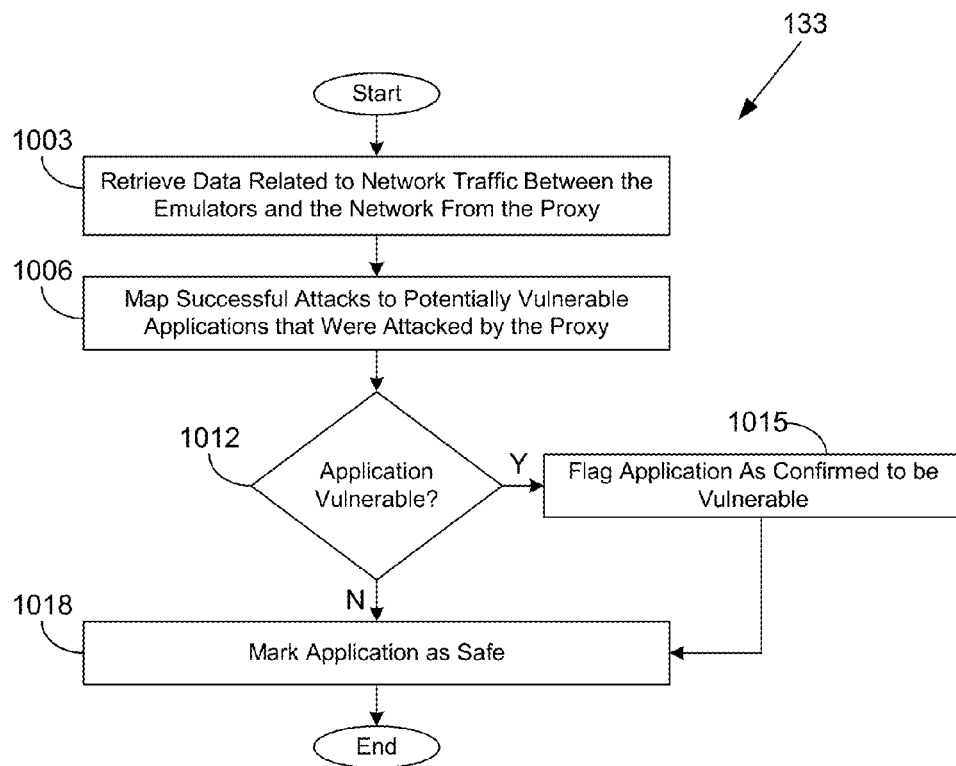 133
Start
1003
Retrieve Data Related to Network Traffic Between the
Emulators and the Network From the Proxy
1006
Map Successful Attacks to Potentially Vulnerable
Applications that Were Attacked by the Proxy
1012
Application
Vulnerable?
Y
1015
Flag Application As Confirmed to be
Vulnerable
N
1018
Mark Application as Safe
End